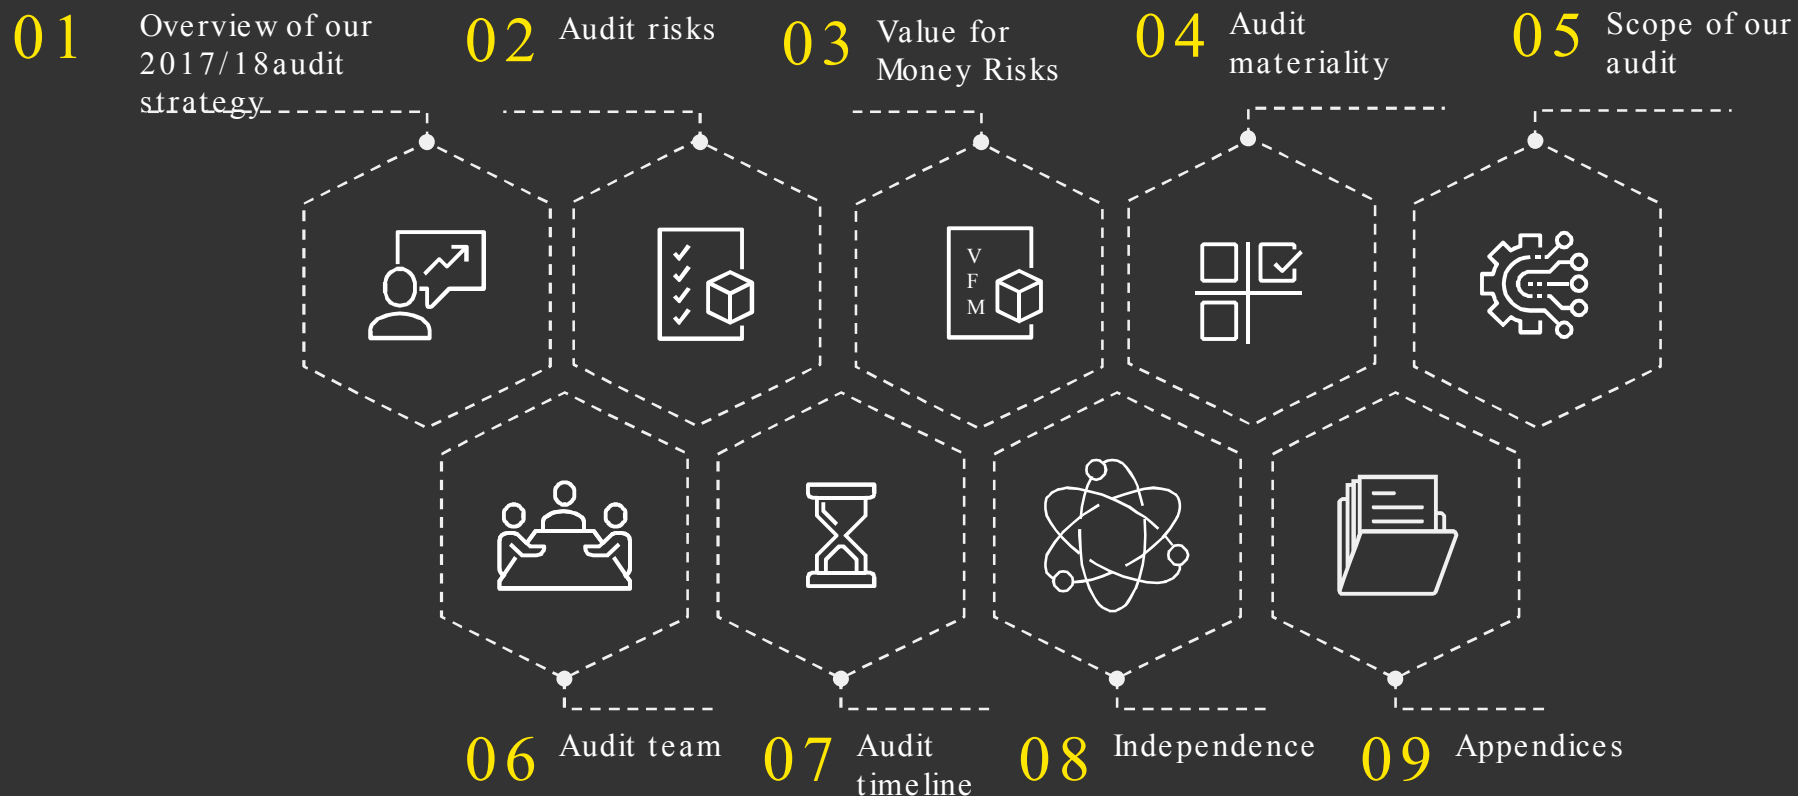 01 Overview of our
2017/18audit
strategy
02 Audit risks
03 Value for
Money Risks
04 Audit
materiality
05 Scope of our
audit
V
F
M
06 Audit team
07 Audit
timeline
08 Independence
09 Appendices